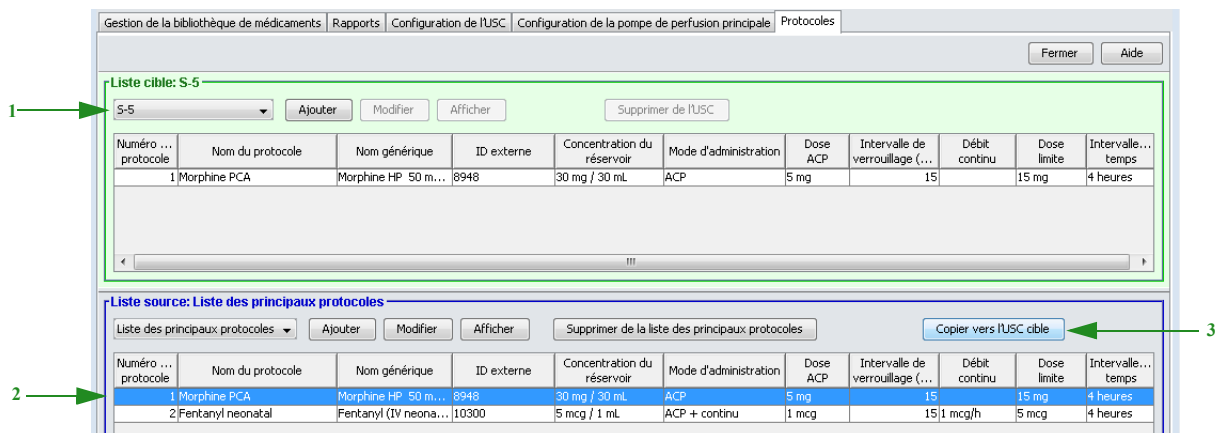 Gestion de la bibliothèque de médicaments Rapports Configuration de l'USC Configuration de la pompe de perfusion principale Protocoles
Fermer Aide
Liste cible: S-5
1 S-5 Ajouter Modifier Afficher Supprimer de l'USC
Numéro ... protocole Nom du protocole Nom générique ID externe Concentration du réservoir Mode d'administration Dose ACP Intervalle de verrouillage (... Débit continu Dose limite Intervalle... temps
1 Morphine PCA Morphine HP 50 m... 8948 30 mg / 30 mL ACP 5 mg 15 15 mg 4 heures
Liste source: Liste des principaux protocoles
Liste des principaux protocoles Ajouter Modifier Afficher Supprimer de la liste des principaux protocoles Copier vers l'USC cible 3
Numéro ... protocole Nom du protocole Nom générique ID externe Concentration du réservoir Mode d'administration Dose ACP Intervalle de verrouillage (... Débit continu Dose limite Intervalle... temps
2 1 Morphine PCA Morphine HP 50 m... 8948 30 mg / 30 mL ACP 5 mg 15 15 mg 4 heures
2 Fentanyl neonatal Fentanyl (IV neona... 10300 5 mcg / 1 mL ACP + continu 1 mcg 15 1 mcg/h 5 mcg 4 heures